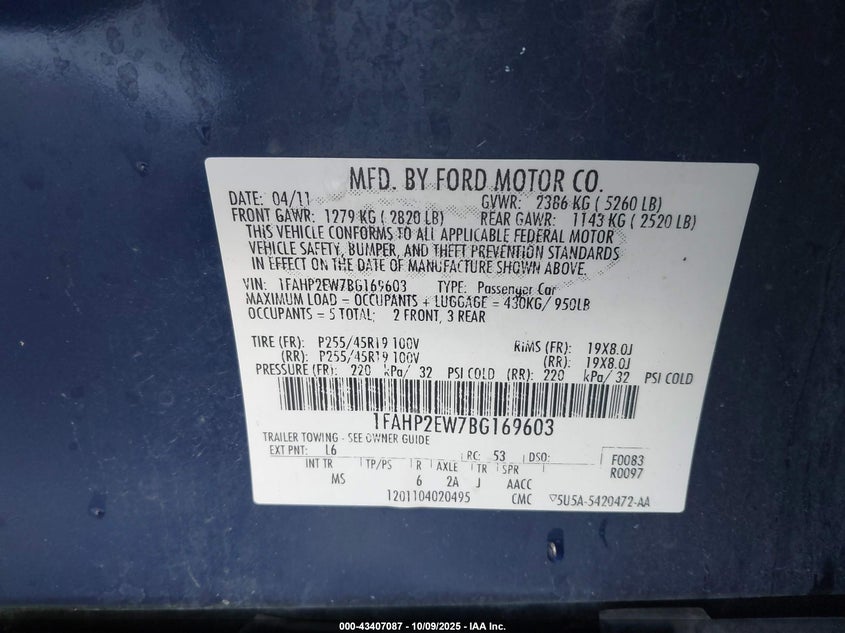 MFD. BY FORD MOTOR CO.
DATE: 04/11 GVWR: 2386 KG ( 5260 LB)
FRONT GAWR: 1279 KG ( 2820 LB) REAR GAWR: 1143 KG ( 2520 LB)
THIS VEHICLE CONFORMS TO ALL APPLICABLE FEDERAL MOTOR
VEHICLE SAFETY, BUMPER, AND THEFT PREVENTION STANDARDS
IN EFFECT ON THE DATE OF MANUFACTURE SHOWN ABOVE.
VIN: 1FAHP2EW7BG169603 TYPE: Passenger Car
MAXIMUM LOAD = OCCUPANTS + LUGGAGE = 430KG/ 950LB
OCCUPANTS = 5 TOTAL: 2 FRONT, 3 REAR
TIRE (FR): P255/45R19 100V RIMS (FR): 19X8.0J
(RR): P255/45R19 100V (RR): 19X8.0J
PRESSURE (FR): 220 kPa/ 32 PSI COLD (RR): 220 kPa/ 32 PSI COLD
1FAHP2EW7BG169603
TRAILER TOWING - SEE OWNER GUIDE
EXT PNT: L6 RC: 53 DSO: F0083
INT TR TP/PS R AXLE TR SPR R0097
MS 6 2A J AACC
1201104020495 CMC 5U5A-5420472-AA
000-43407087 - 10/09/2025 - IAA Inc.